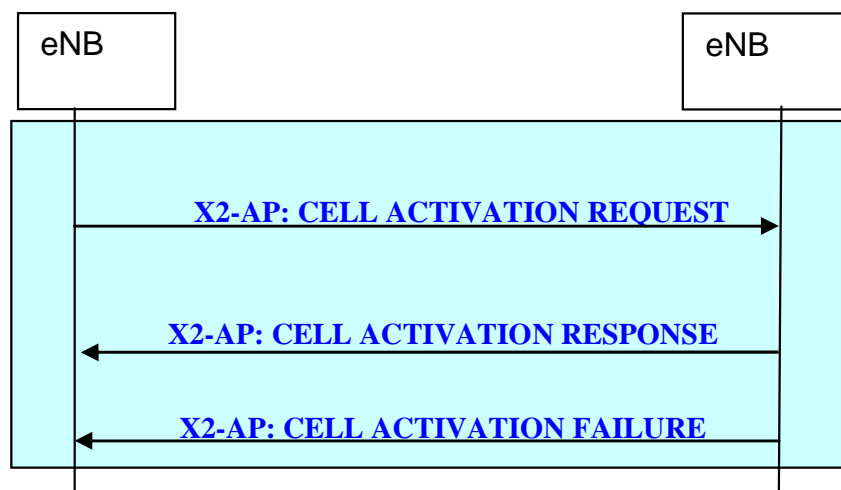 eNB
eNB
X2-AP: CELL ACTIVATION REQUEST
X2-AP: CELL ACTIVATION RESPONSE
X2-AP: CELL ACTIVATION FAILURE